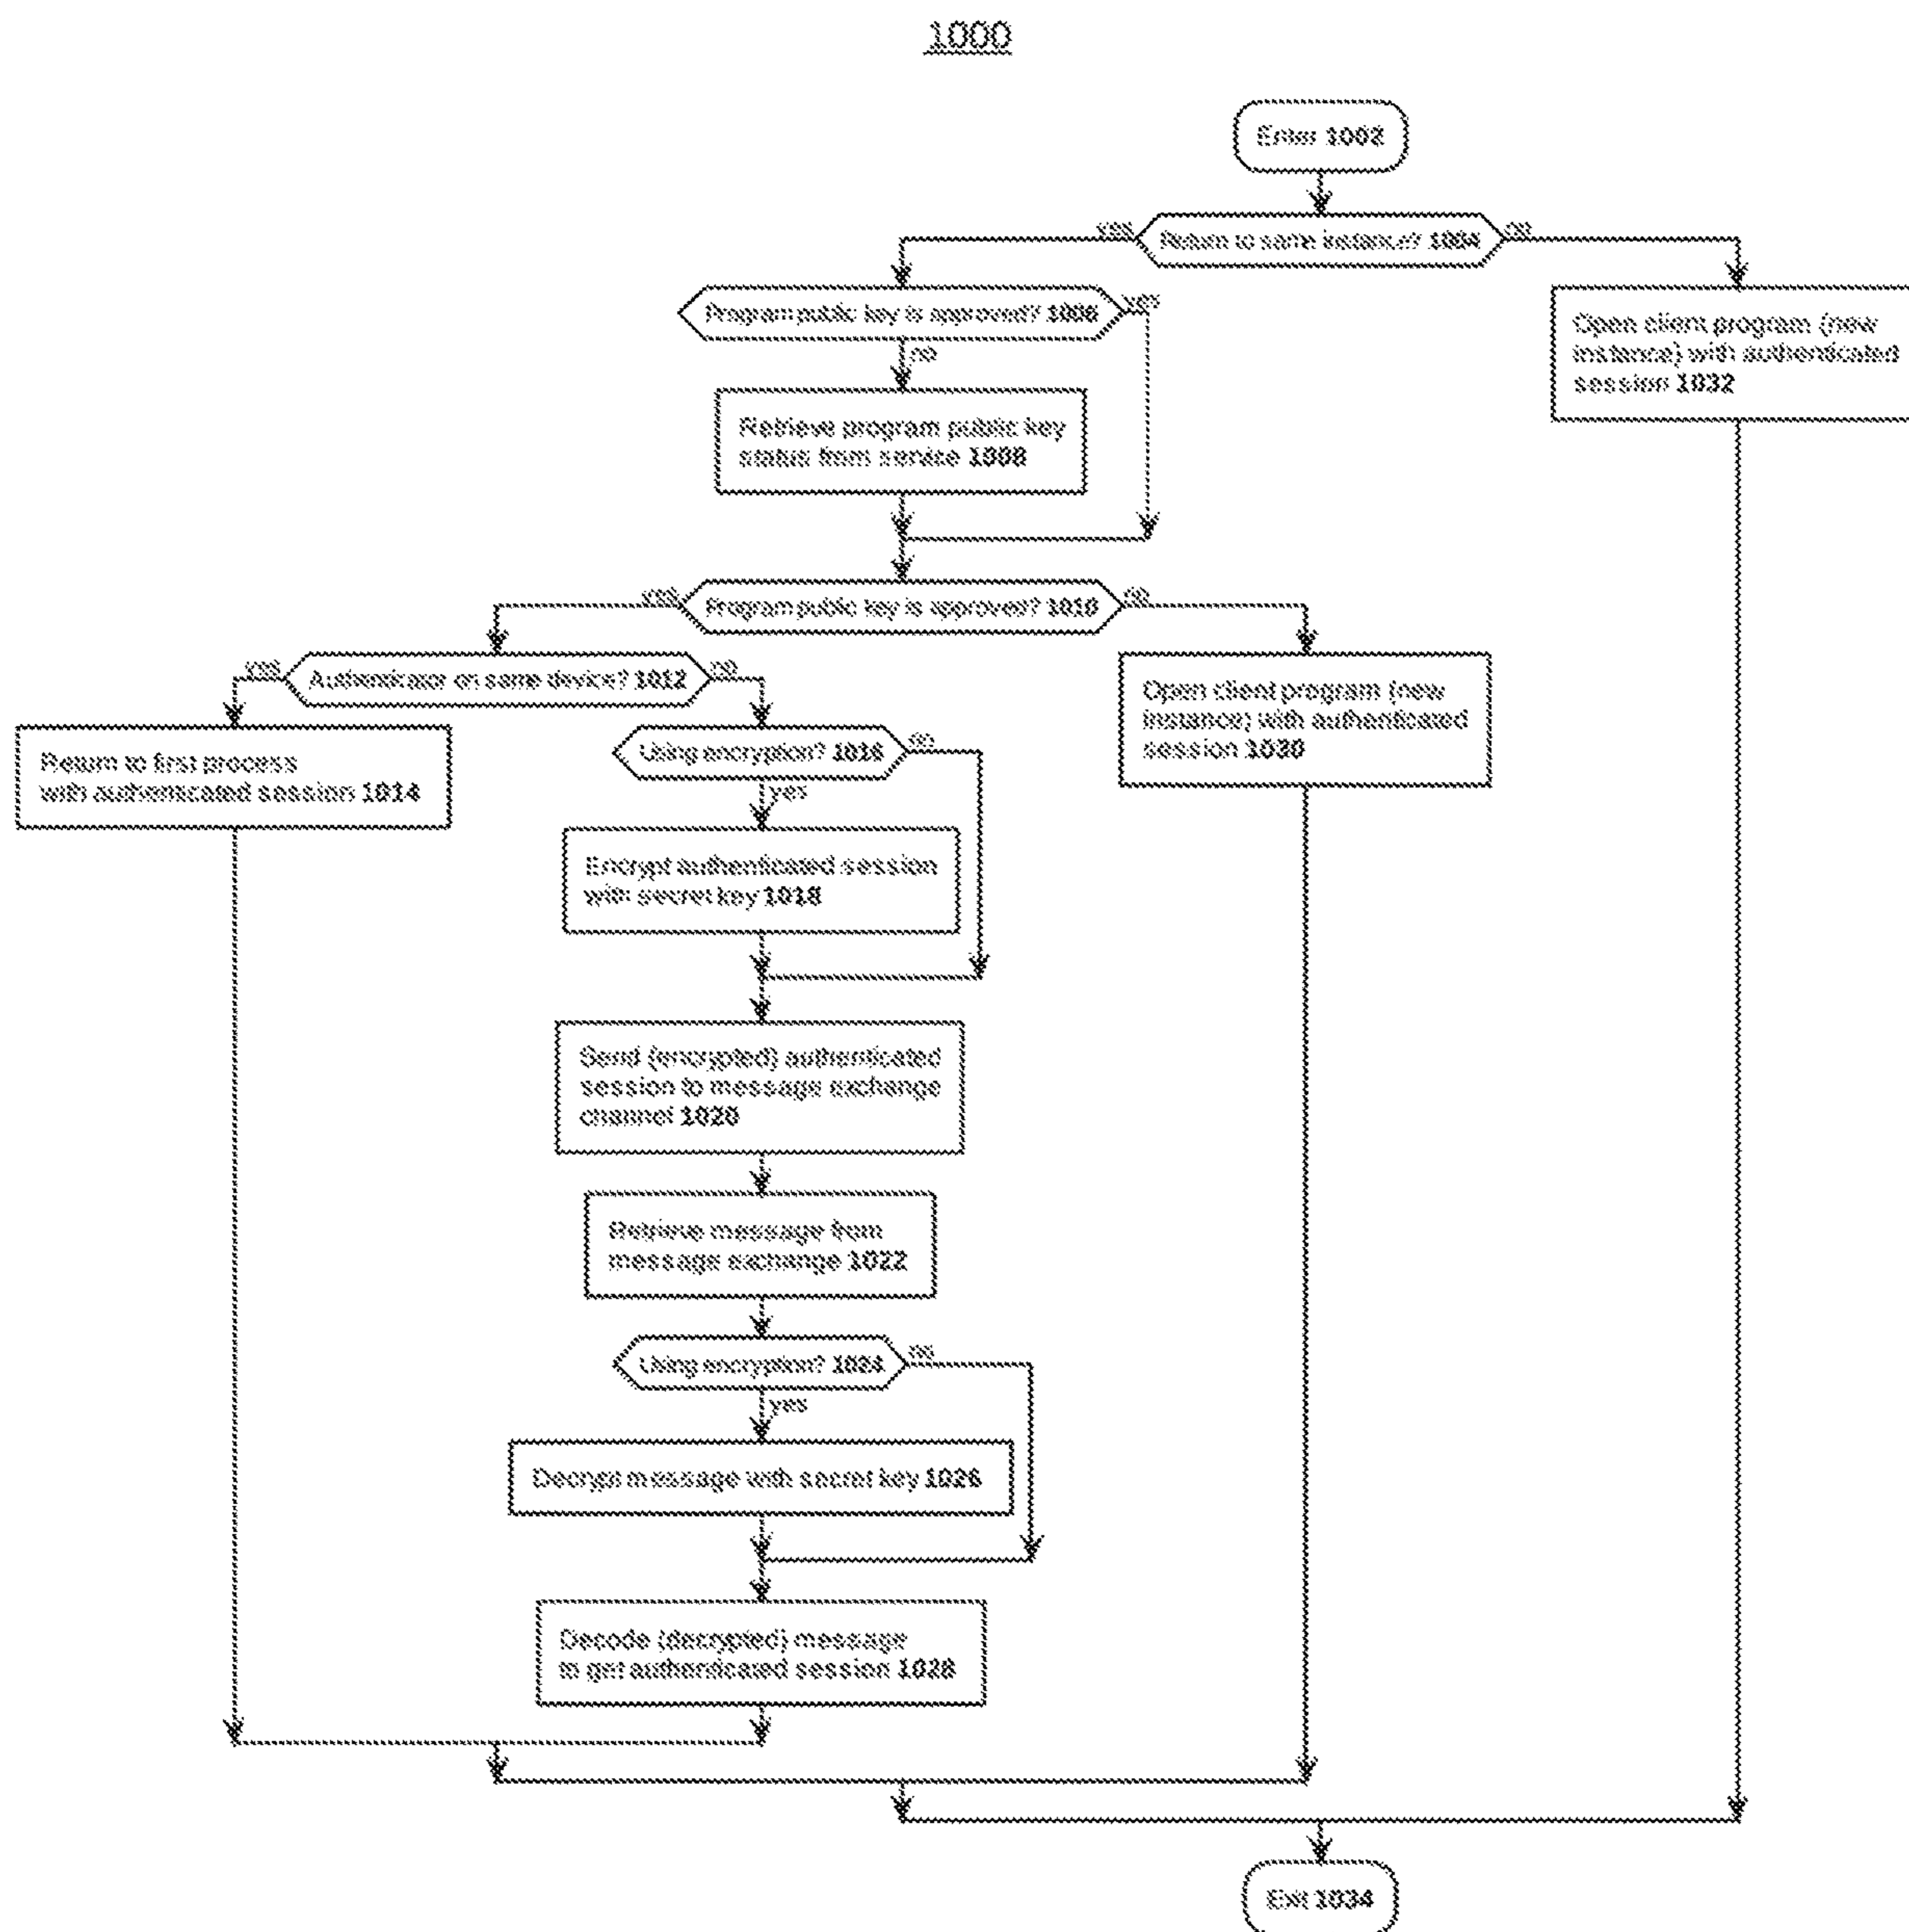 1000
Enter 1002
yes
Return to same instance? 1004
no
Program public key is approved? 1006
yes
no
Open client program (new
instance) with authenticated
session 1032
Retrieve program public key
status from service 1008
yes
Program public key is approved? 1010
no
yes
Authenticator on same device? 1012
no
Return to first process
with authenticated session 1014
Using encryption? 1016
no
yes
Open client program (new
instance) with authenticated
session 1030
Encrypt authenticated session
with secret key 1018
Send (encrypted) authenticated
session to message exchange
channel 1020
Retrieve message from
message exchange 1022
Using encryption? 1024
no
yes
Decrypt message with secret key 1026
Decode (decrypted) message
to get authenticated session 1028
Exit 1034